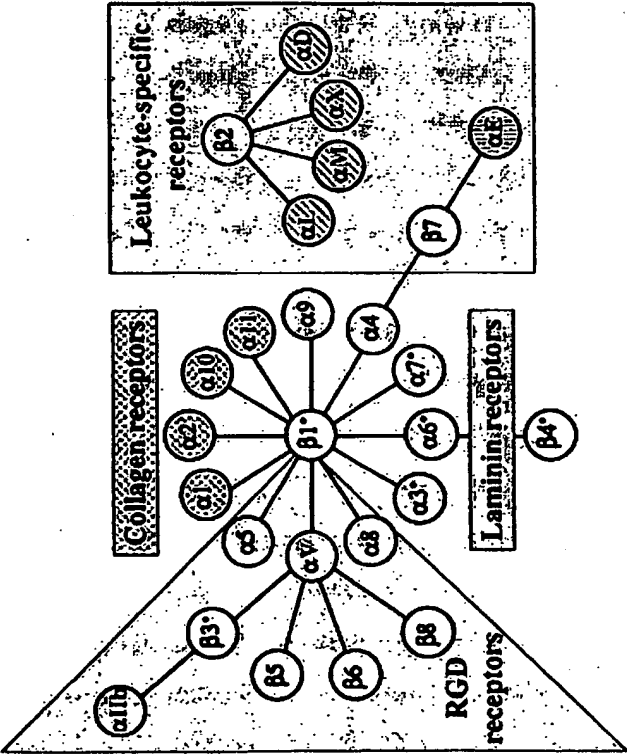 Collagen receptors
Leukocyte-specific
receptors
αIIb
β3*
α5
α1
α2
α10
α11
β2
αL
αM
αX
αD
β5
β6
αV
β1*
α9
β8
α8
α3*
α6*
α7*
α4
β7
αE
RGD
receptors
Laminin receptors
β4*